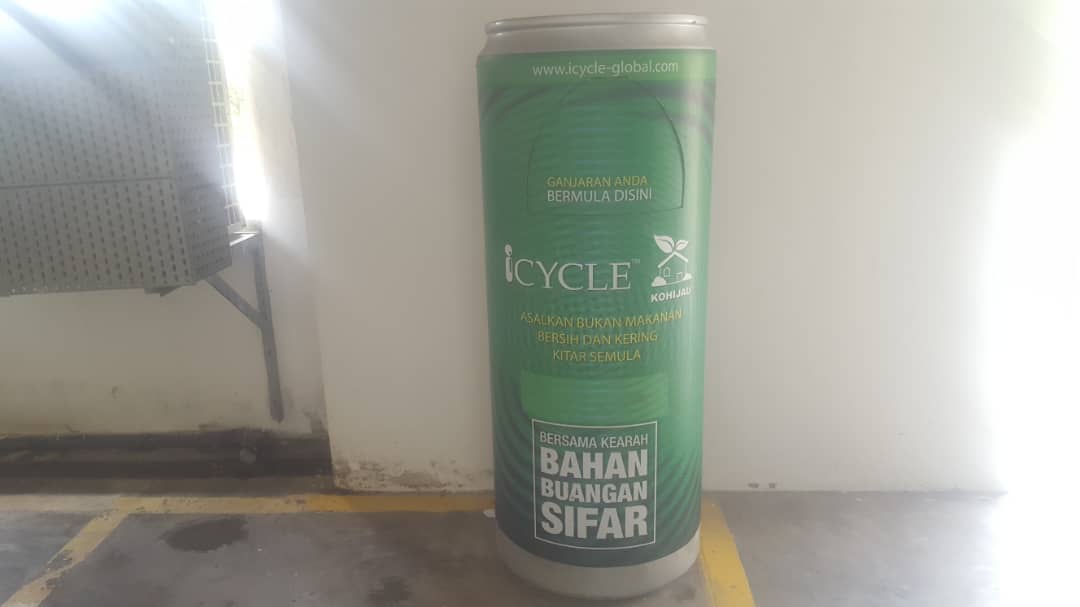 www.icycle-global.com
GANJARAN ANDA
BERMULA DISINI
iCYCLE™
KOHIJAU
ASALKAN BUKAN MAKANAN
BERSIH DAN KERING
KITAR SEMULA
BERSAMA KEARAH
BAHAN
BUANGAN
SIFAR